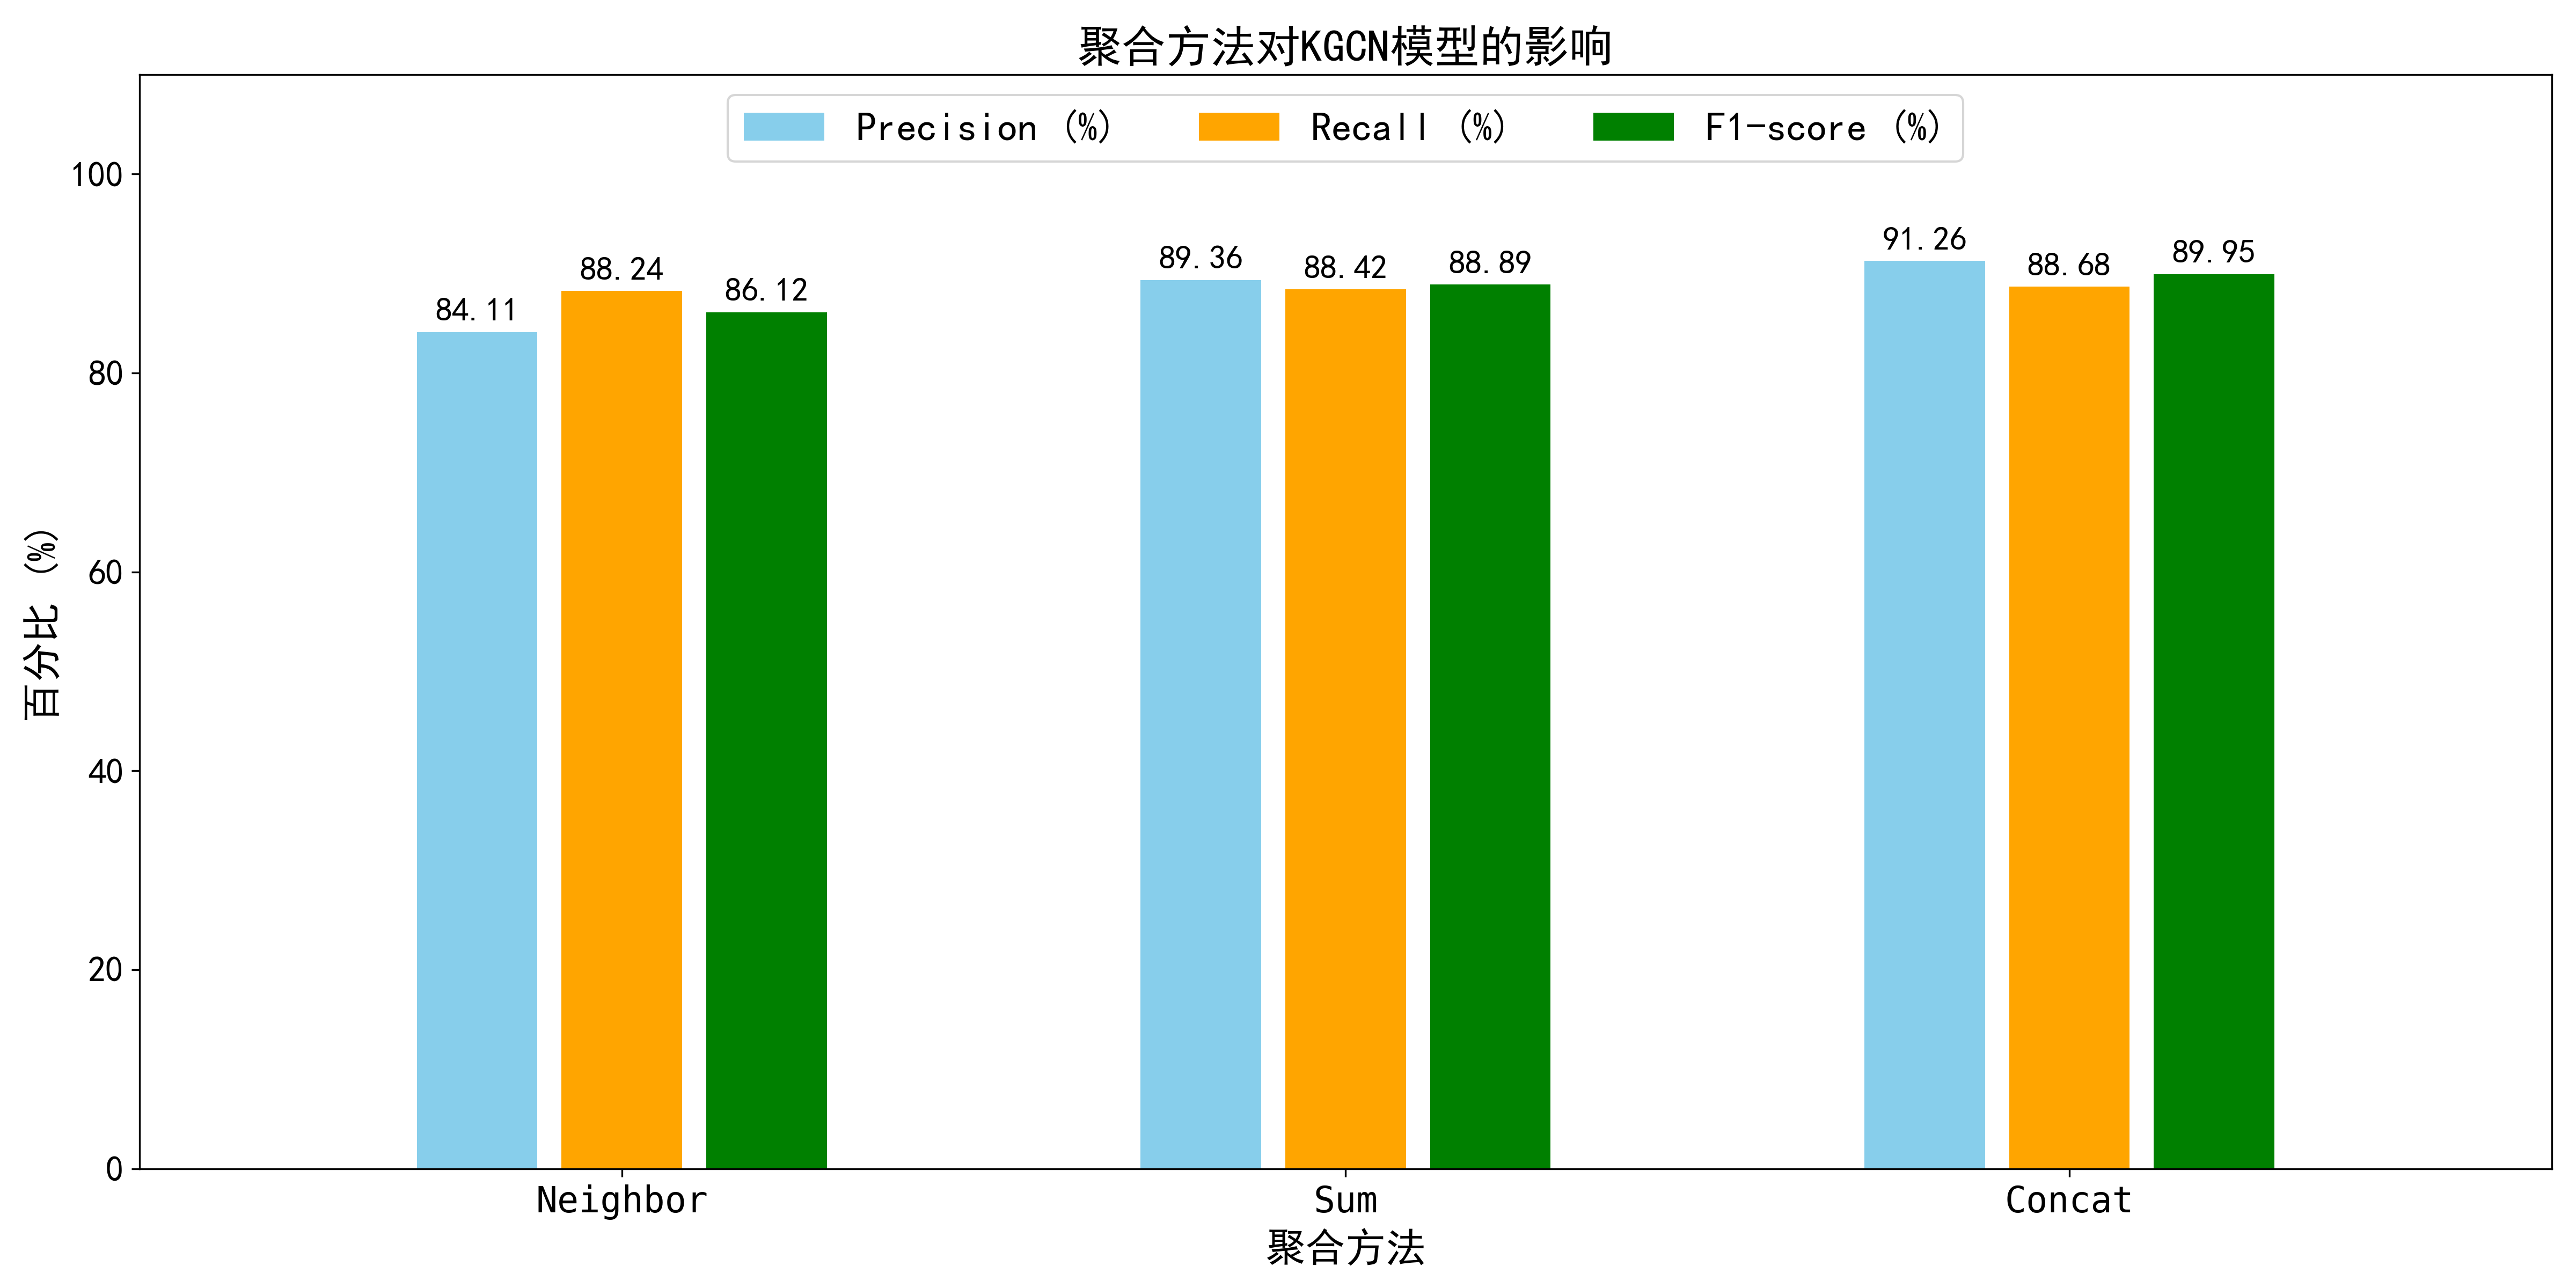 聚合方法对KGCN模型的影响
Precision (%) Recall (%) F1-score (%)
100
80
60
40
20
0
百分比 (%)
84.11 88.24 86.12
89.36 88.42 88.89
91.26 88.68 89.95
Neighbor Sum Concat
聚合方法